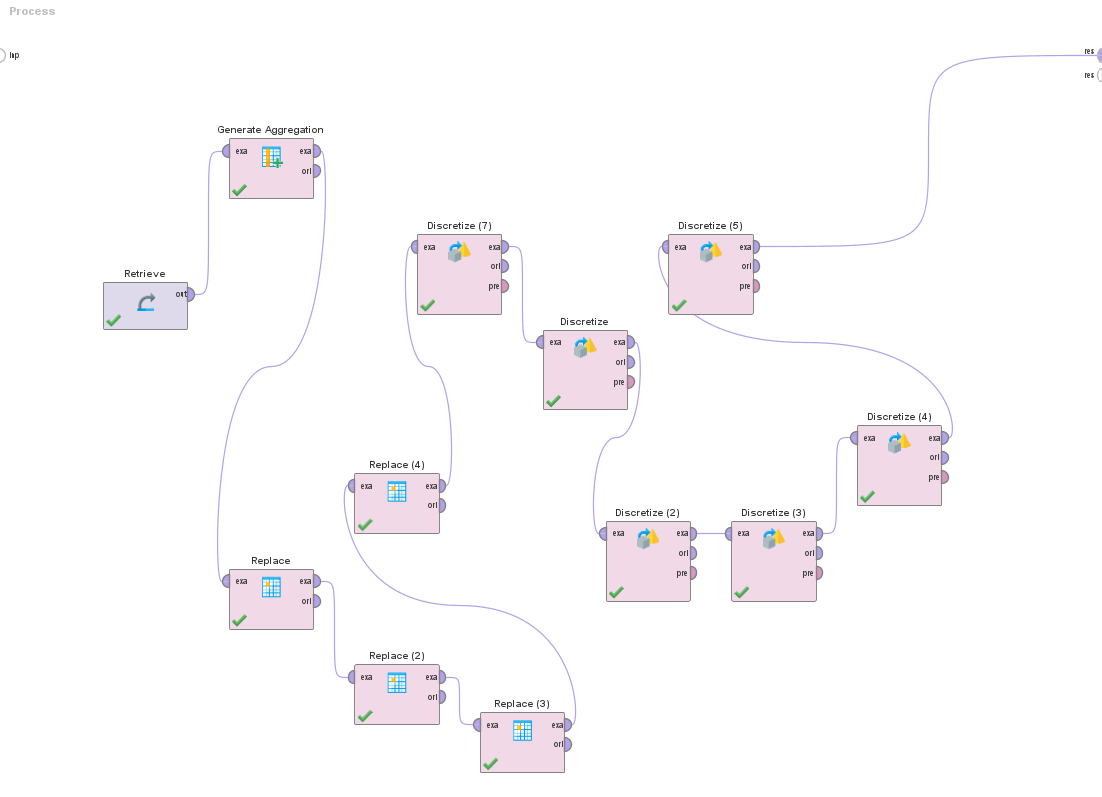 Process
inp
res
res
Generate Aggregation
exa exa
ori
Retrieve
out
Discretize (7)
exa exa
ori
pre
Discretize (5)
exa exa
ori
pre
Discretize
exa exa
ori
pre
Discretize (4)
exa exa
ori
pre
Replace (4)
exa exa
ori
Discretize (2)
exa exa
ori
pre
Discretize (3)
exa exa
ori
pre
Replace
exa exa
ori
Replace (2)
exa exa
ori
Replace (3)
exa exa
ori